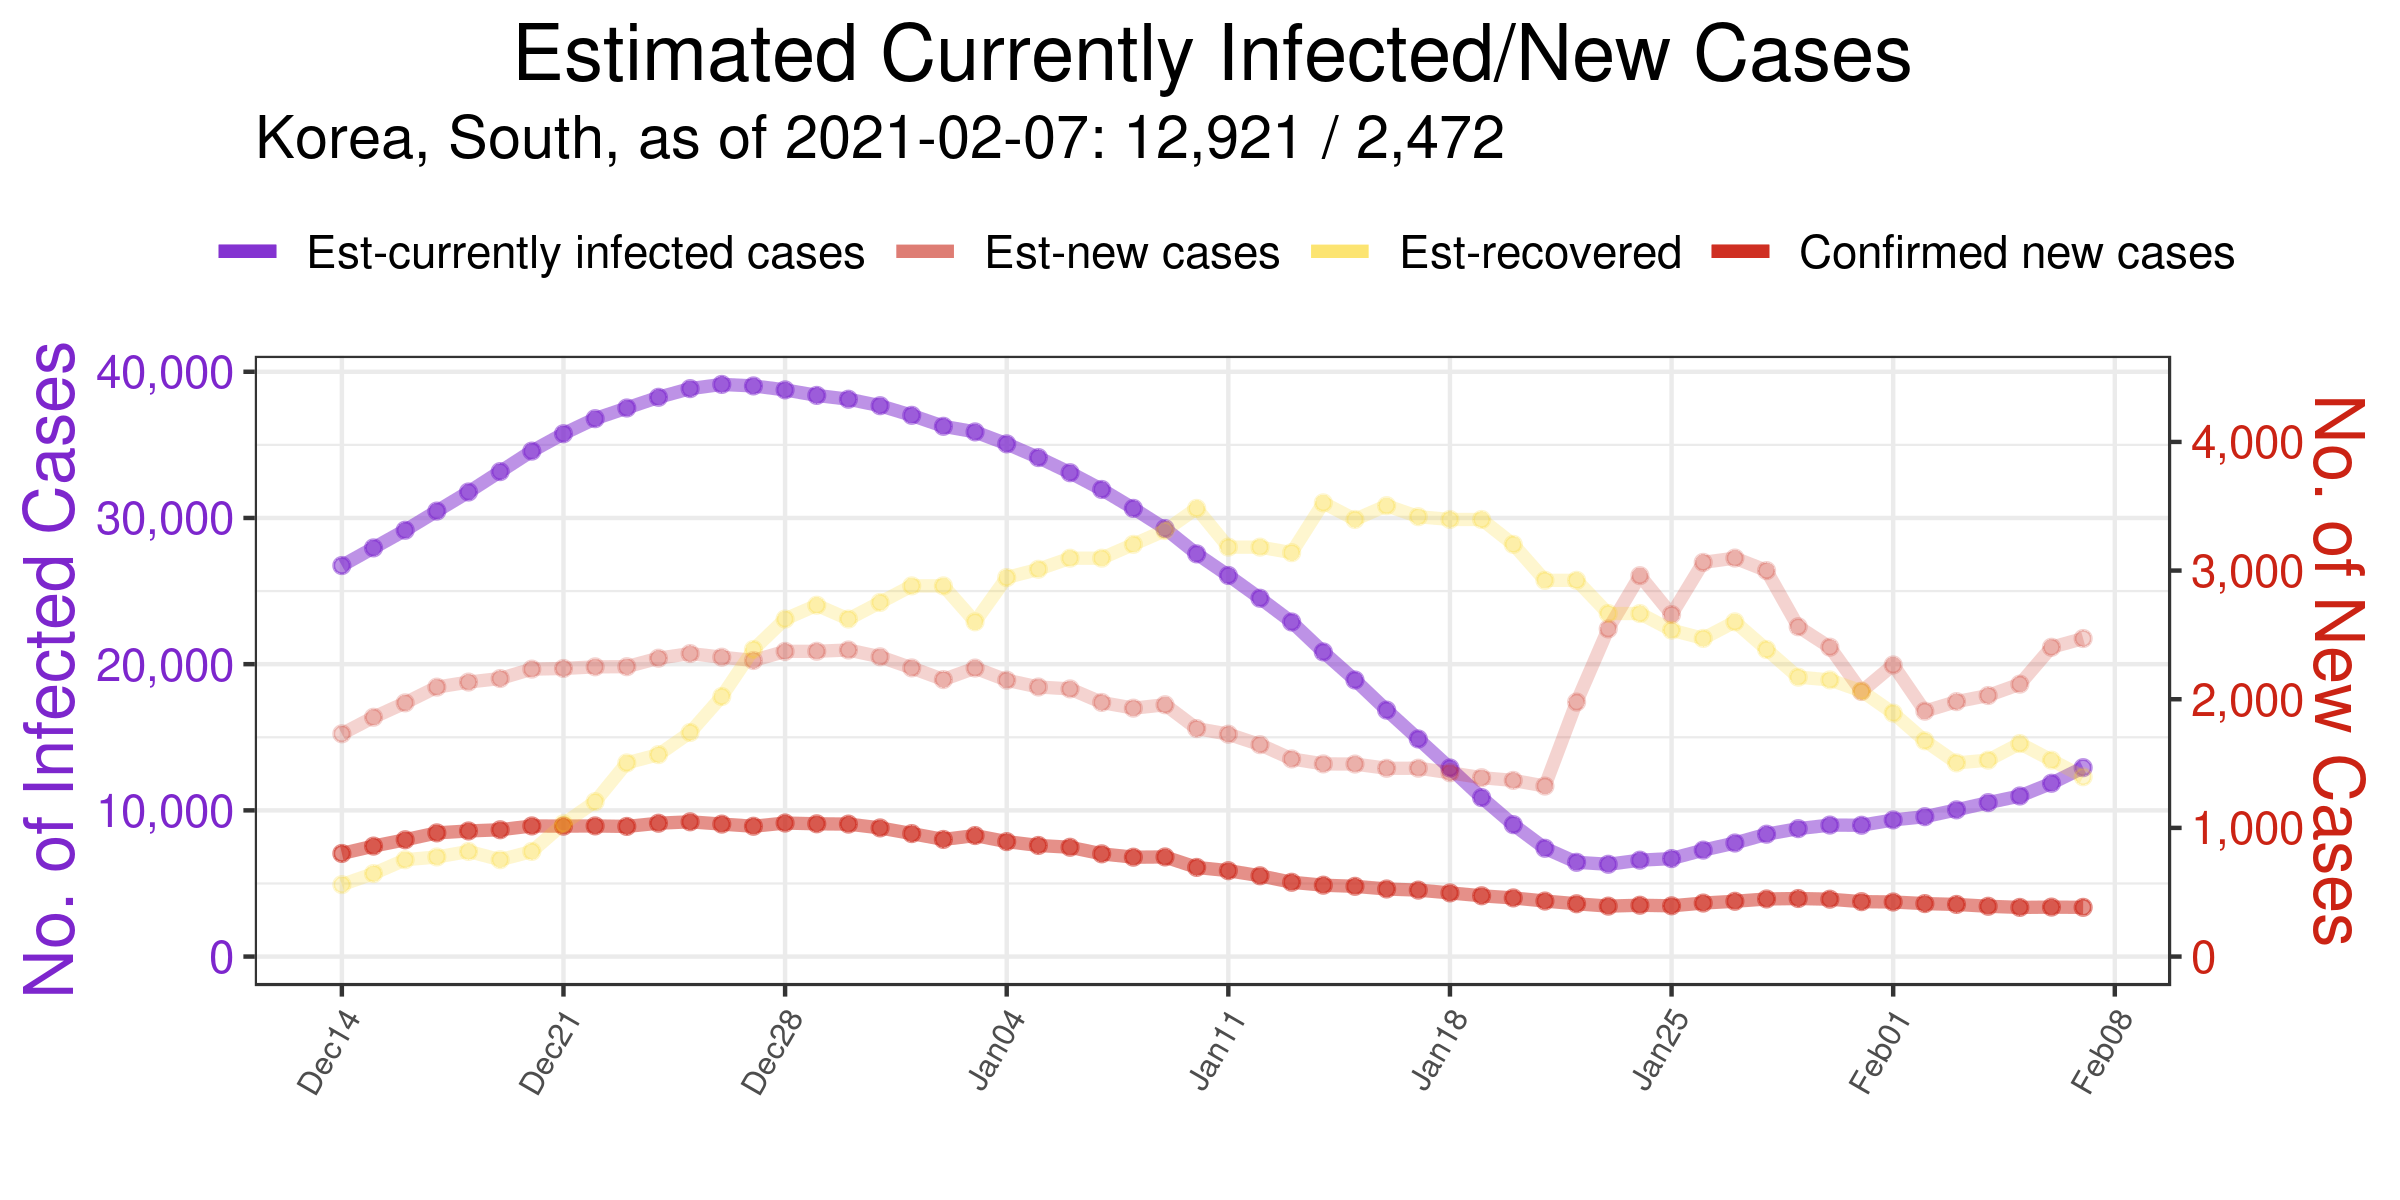 Estimated Currently Infected/New Cases
Korea, South, as of 2021-02-07: 12,921 / 2,472
Est-currently infected cases Est-new cases Est-recovered Confirmed new cases
No. of Infected Cases
40,000
30,000
20,000
10,000
0
4,000
3,000
2,000
1,000
0
No. of New Cases
Dec14 Dec21 Dec28 Jan04 Jan11 Jan18 Jan25 Feb01 Feb08